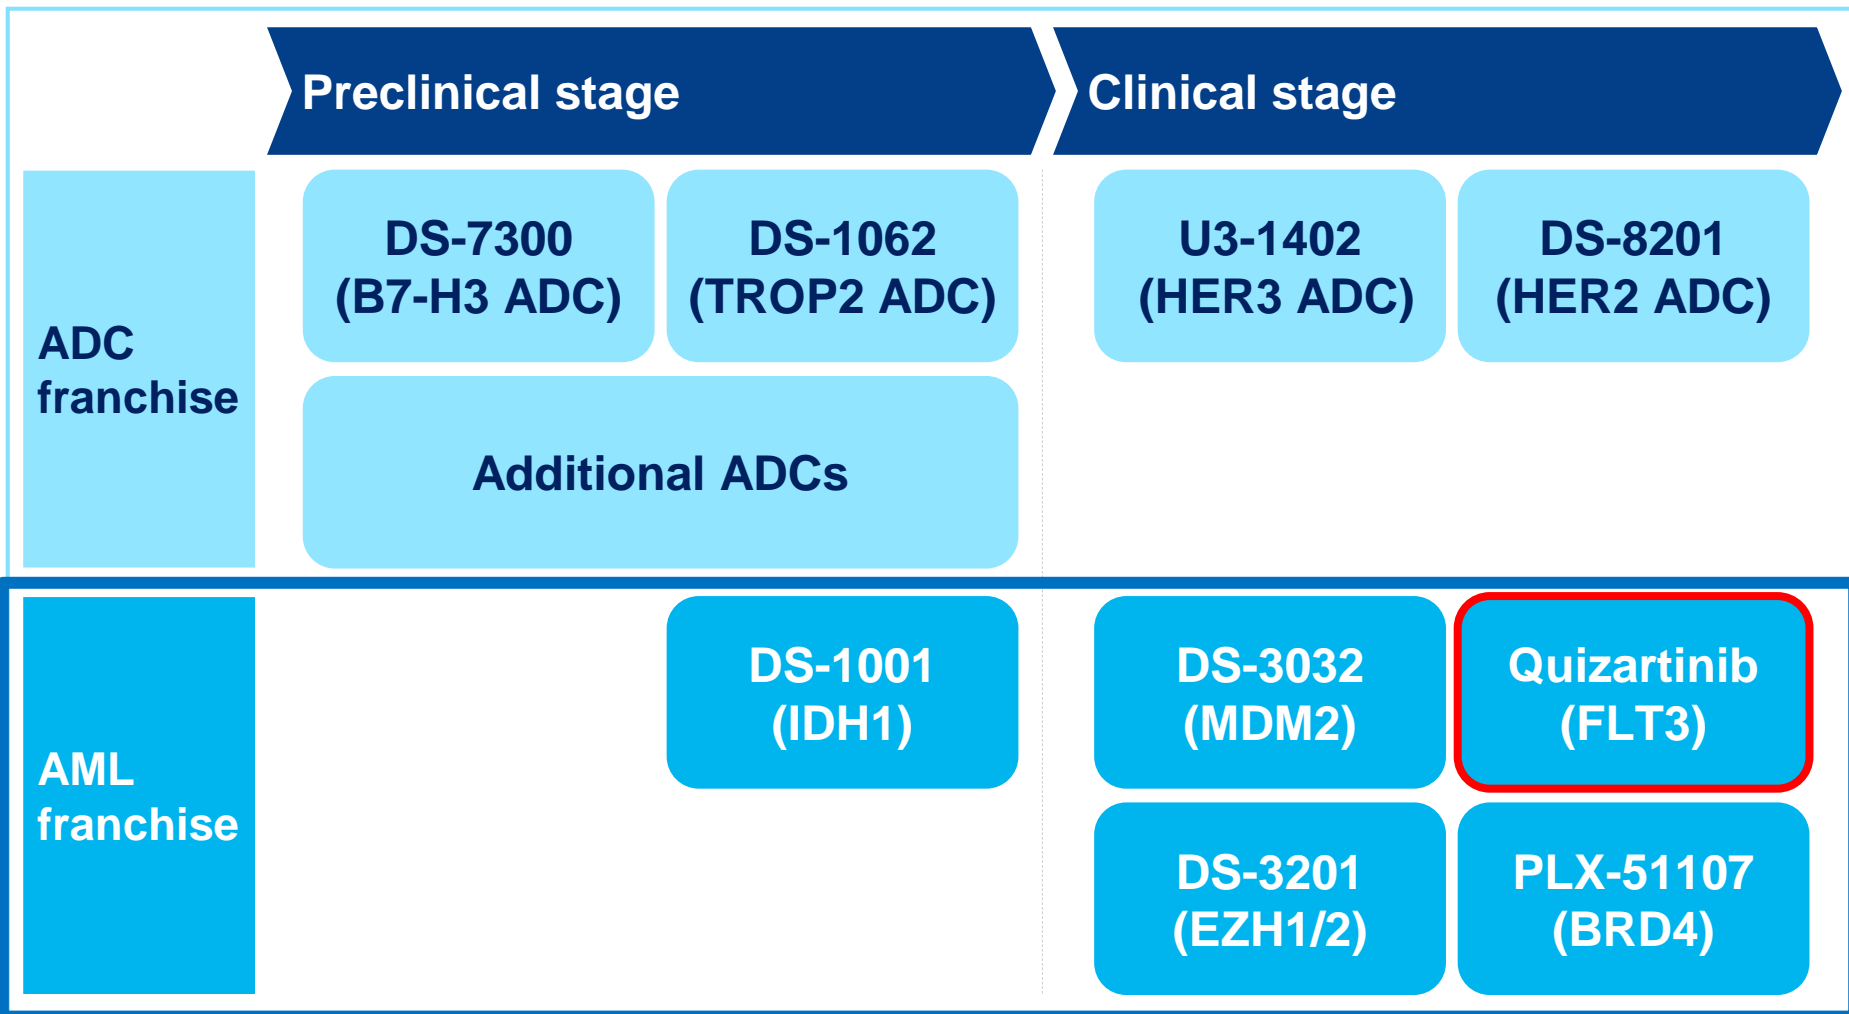 Preclinical stage
Clinical stage
ADC
franchise
DS-7300
(B7-H3 ADC)
DS-1062
(TROP2 ADC)
U3-1402
(HER3 ADC)
DS-8201
(HER2 ADC)
Additional ADCs
AML
franchise
DS-1001
(IDH1)
DS-3032
(MDM2)
Quizartinib
(FLT3)
DS-3201
(EZH1/2)
PLX-51107
(BRD4)